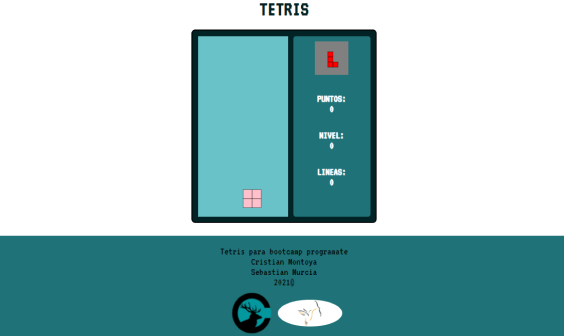 TETRIS
PUNTOS:
0
NIVEL:
0
LINEAS:
0
Tetris para bootcamp programate
Cristian Montoya
Sebastian Murcia
2021@